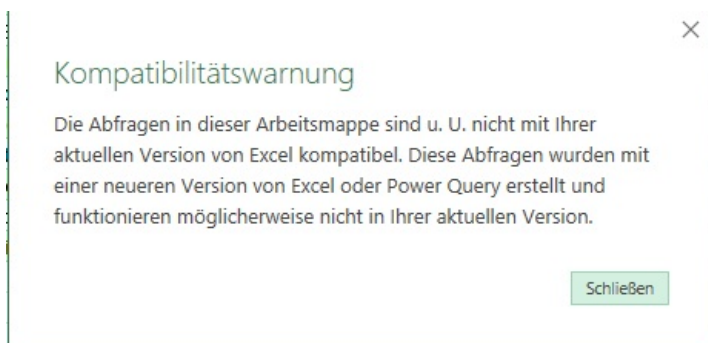 Kompatibilitätswarnung
Die Abfragen in dieser Arbeitsmappe sind u. U. nicht mit Ihrer
aktuellen Version von Excel kompatibel. Diese Abfragen wurden mit
einer neueren Version von Excel oder Power Query erstellt und
funktionieren möglicherweise nicht in Ihrer aktuellen Version.
Schließen